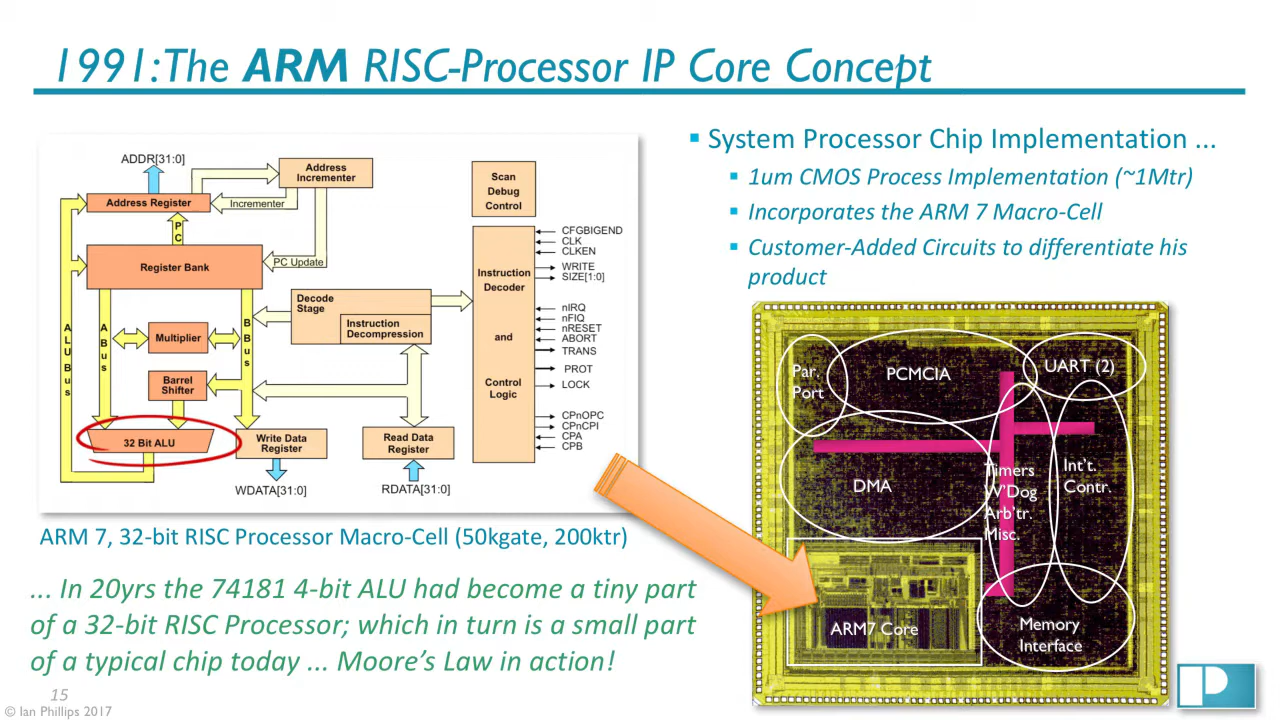 1991:The ARM RISC-Processor IP Core Concept
ADDR[31:0]
Address Incrementer
Address Register
Incrementer
P
C
Register Bank
PC Update
A
L
U
B
u
s
A
B
u
s
B
B
u
s
Multiplier
Barrel
Shifter
32 Bit ALU
Decode
Stage
Instruction
Decompression
Write Data
Register
Read Data
Register
WDATA[31:0]
RDATA[31:0]
Scan
Debug
Control
Instruction
Decoder
and
Control
Logic
CFGBIGEND
CLK
CLKEN
WRITE
SIZE[1:0]
nIRQ
nFIQ
nRESET
ABORT
TRANS
PROT
LOCK
CPnOPC
CPnCPI
CPA
CPB
ARM 7, 32-bit RISC Processor Macro-Cell (50kgate, 200ktr)
... In 20yrs the 74181 4-bit ALU had become a tiny part
of a 32-bit RISC Processor; which in turn is a small part
of a typical chip today ... Moore's Law in action!
System Processor Chip Implementation ...
1um CMOS Process Implementation (~1Mtr)
Incorporates the ARM 7 Macro-Cell
Customer-Added Circuits to differentiate his
product
Par.
Port
PCMCIA
UART (2)
DMA
Timers
W'Dog
Arb'tr.
Misc.
Int't.
Contr.
ARM7 Core
Memory
Interface
15
© Ian Phillips 2017
P